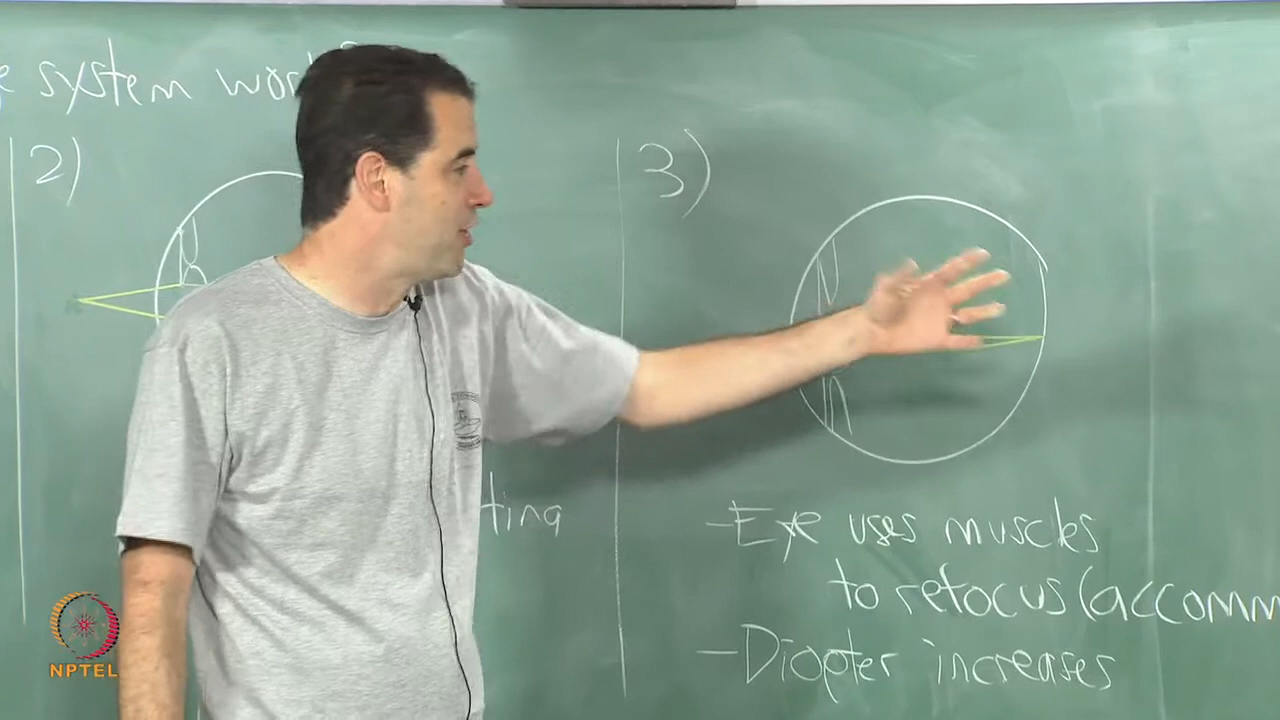 system wor
2)
3)
ting
-Eye uses muscles
to refocus (accomm
-Diopter increases
NPTEL